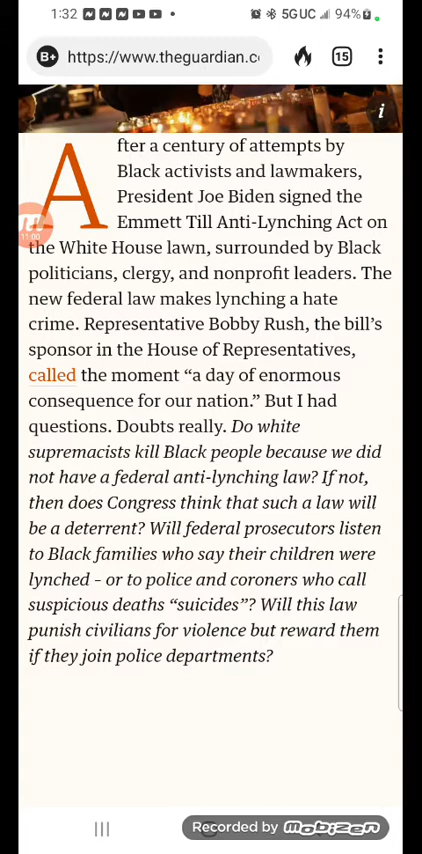 1:32 5GUC 94%
B+ https://www.theguardian.c 15
i
After a century of attempts by
Black activists and lawmakers,
President Joe Biden signed the
Emmett Till Anti-Lynching Act on
the White House lawn, surrounded by Black
politicians, clergy, and nonprofit leaders. The
new federal law makes lynching a hate
crime. Representative Bobby Rush, the bill's
sponsor in the House of Representatives,
called the moment “a day of enormous
consequence for our nation.” But I had
questions. Doubts really. Do white
supremacists kill Black people because we did
not have a federal anti-lynching law? If not,
then does Congress think that such a law will
be a deterrent? Will federal prosecutors listen
to Black families who say their children were
lynched – or to police and coroners who call
suspicious deaths “suicides”? Will this law
punish civilians for violence but reward them
if they join police departments?
11:00
Recorded by mobizen